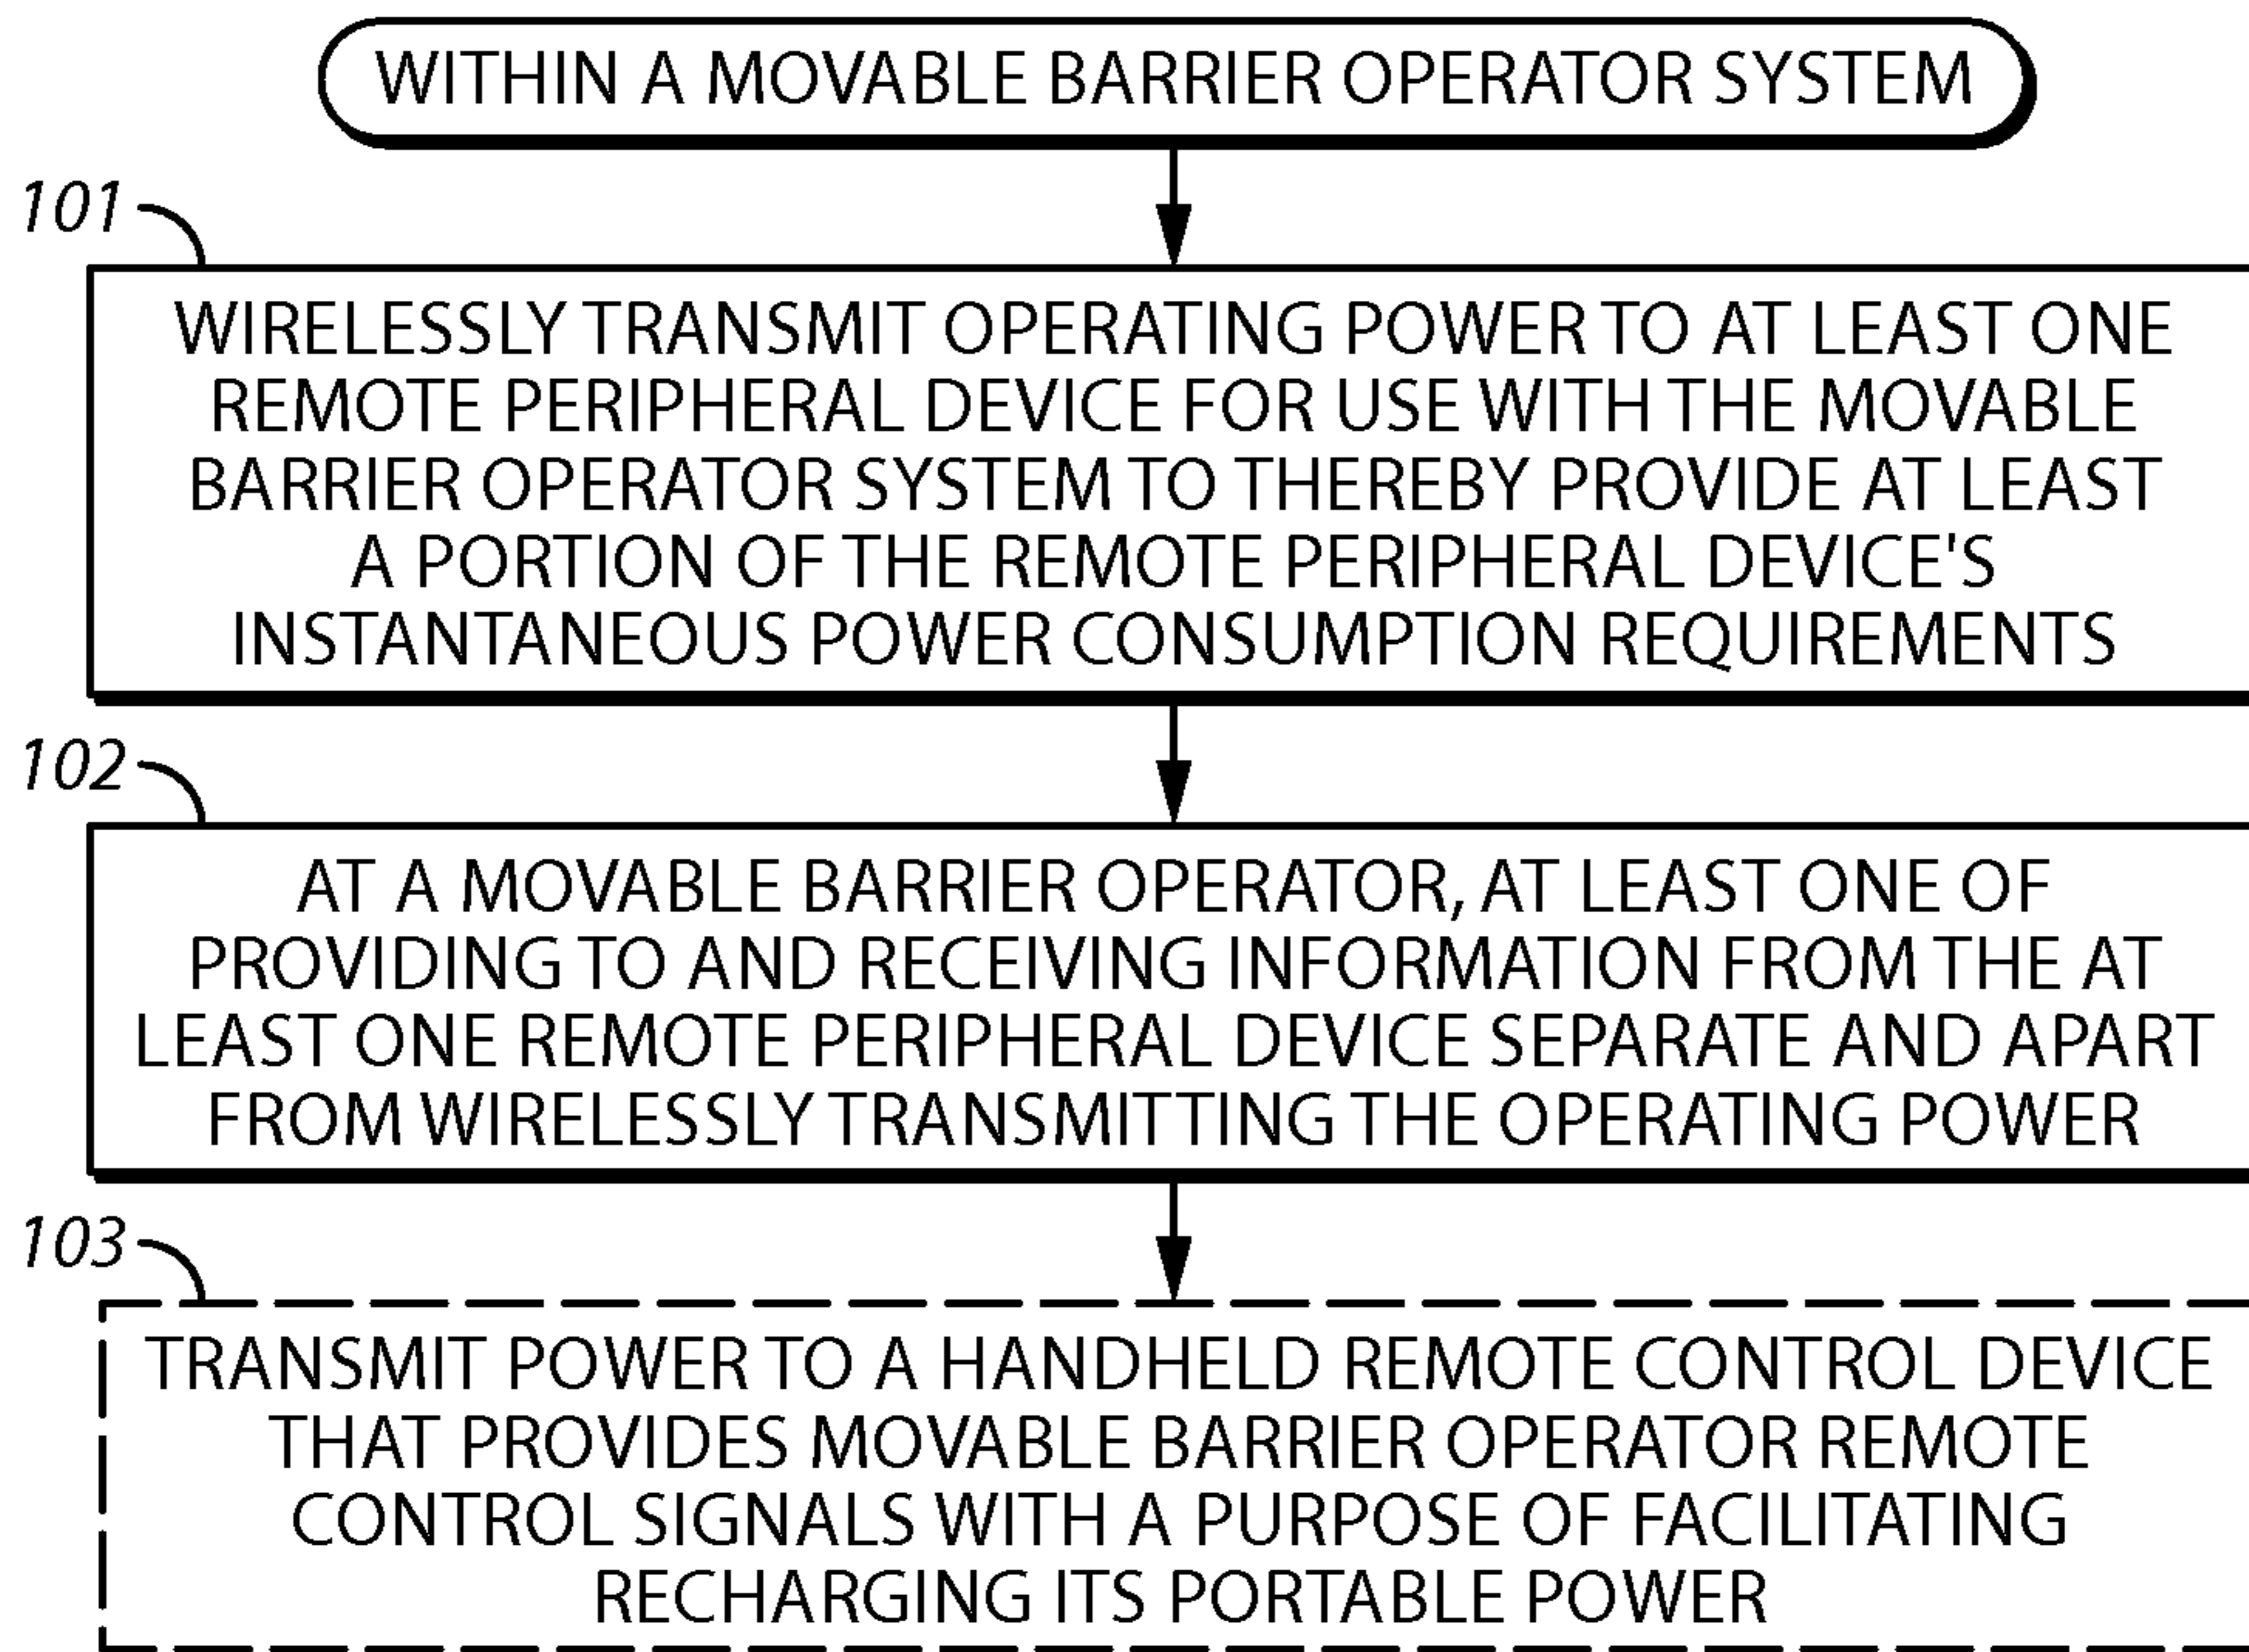 WITHIN A MOVABLE BARRIER OPERATOR SYSTEM
101
WIRELESSLY TRANSMIT OPERATING POWER TO AT LEAST ONE
REMOTE PERIPHERAL DEVICE FOR USE WITH THE MOVABLE
BARRIER OPERATOR SYSTEM TO THEREBY PROVIDE AT LEAST
A PORTION OF THE REMOTE PERIPHERAL DEVICE'S
INSTANTANEOUS POWER CONSUMPTION REQUIREMENTS
102
AT A MOVABLE BARRIER OPERATOR, AT LEAST ONE OF
PROVIDING TO AND RECEIVING INFORMATION FROM THE AT
LEAST ONE REMOTE PERIPHERAL DEVICE SEPARATE AND APART
FROM WIRELESSLY TRANSMITTING THE OPERATING POWER
103
TRANSMIT POWER TO A HANDHELD REMOTE CONTROL DEVICE
THAT PROVIDES MOVABLE BARRIER OPERATOR REMOTE
CONTROL SIGNALS WITH A PURPOSE OF FACILITATING
RECHARGING ITS PORTABLE POWER